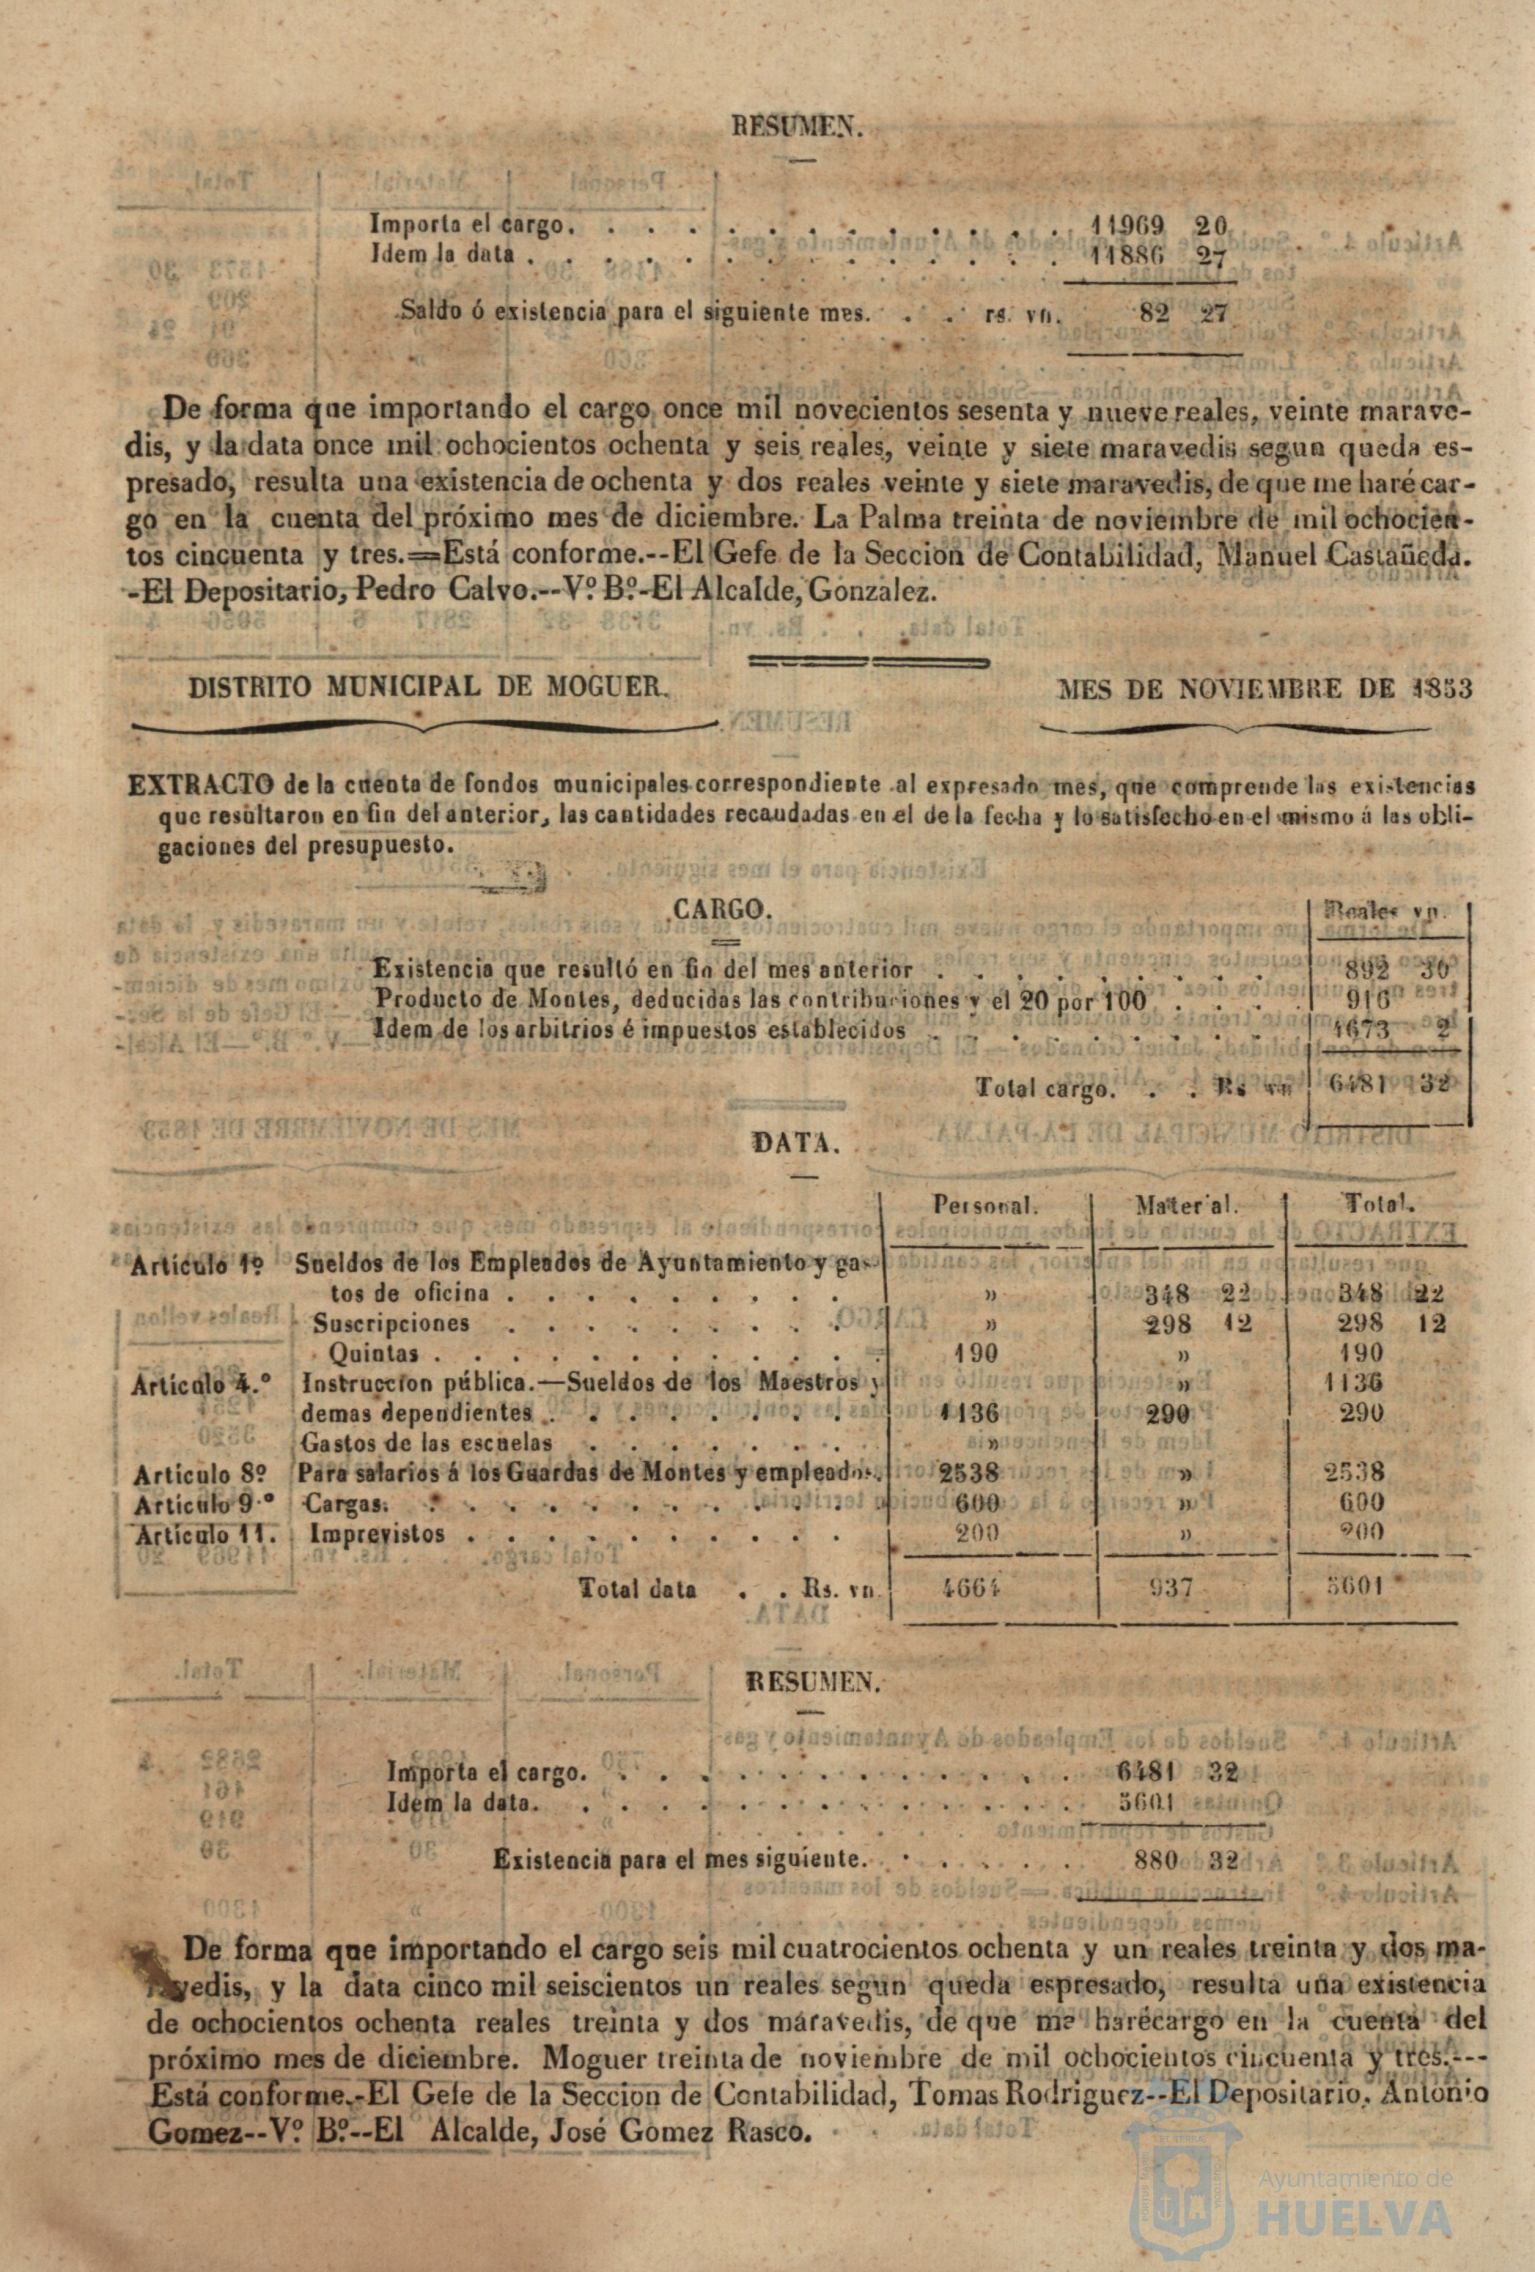 RESUMEN.
Importa el cargo. . . . . . . . . . . . . 11969 20
Idem la data . . . . . . . . . . . . . . 11886 27
Saldo ó existencia para el siguiente mes. . . rs. vn. 82 27
De forma que importando el cargo once mil novecientos sesenta y nueve reales, veinte marave-
dis, y la data once mil ochocientos ochenta y seis reales, veinte y siete maravedis segun queda es-
presado, resulta una existencia de ochenta y dos reales veinte y siete maravedis, de que me haré car-
go en la cuenta del próximo mes de diciembre. La Palma treinta de noviembre de mil ochocien-
tos cincuenta y tres.=Está conforme.--El Gefe de la Seccion de Contabilidad, Manuel Castañeda.
-El Depositario, Pedro Calvo.--Vº. Bº.-El Alcalde, Gonzalez.
DISTRITO MUNICIPAL DE MOGUER. MES DE NOVIEMBRE DE 1853
EXTRACTO de la cuenta de fondos municipales correspondiente al expresado mes, que comprende las existencias
que resultaron en fin del anterior, las cantidades recaudadas en el de la fecha y lo satisfecho en el mismo á las obli-
gaciones del presupuesto.
CARGO. Reales vn.
Existencia que resultó en fin del mes anterior . . . . . . . . . 892 30
Producto de Montes, deducidas las contribuciones y el 20 por 100 . . . . 916
Idem de los arbitrios é impuestos establecidos . . . . . . . . . 4673 2
Total cargo. . . Rs vn 6481 32
DATA.
Personal. Material. Total.
Artículo 1º Sueldos de los Empleados de Ayuntamiento y gas-
tos de oficina . . . . . . . . . » 348 22 348 22
Suscripciones . . . . . . . . . » 298 12 298 12
Quintas . . . . . . . . . . . 190 » 190
Artículo 4.º Instruccion pública.—Sueldos de los Maestros y » 1136
demas dependientes . . . . . . . . 1136 290 290
Gastos de las escuelas . . . . . . . »
Artículo 8º Para salarios á los Guardas de Montes y empleados. 2538 » 2538
Artículo 9.º Cargas. . . . . . . . . . . . 600 » 600
Artículo 11. Imprevistos . . . . . . . . . . 200 » 200
Total data . . Rs. vn. 4664 937 5601
RESUMEN.
Importa el cargo. . . . . . . . . . . . . 6481 32
Idem la data. . . . . . . . . . . . . . 5601
Existencia para el mes siguiente. . . . . . 880 32
De forma que importando el cargo seis mil cuatrocientos ochenta y un reales treinta y dos ma-
vedis, y la data cinco mil seiscientos un reales segun queda espresado, resulta una existencia
de ochocientos ochenta reales treinta y dos maravedis, de que me haré cargo en la cuenta del
próximo mes de diciembre. Moguer treinta de noviembre de mil ochocientos cincuenta y tres.---
Está conforme.-El Gefe de la Seccion de Contabilidad, Tomas Rodriguez--El Depositario, Antonio
Gomez--Vº. Bº.--El Alcalde, José Gomez Rasco.
Ayuntamiento de
HUELVA